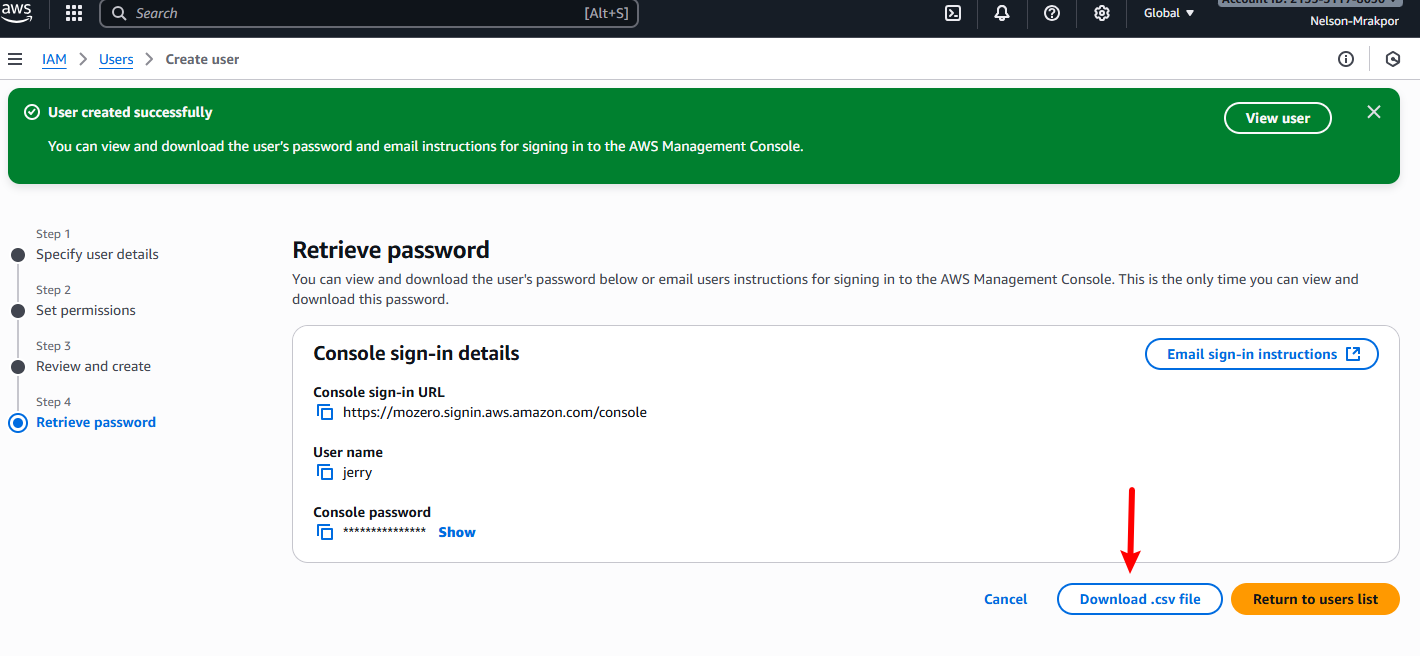 aws
Search [Alt+S]
Global
Nelson-Mrakpor
IAM Users Create user
User created successfully
View user
You can view and download the user's password and email instructions for signing in to the AWS Management Console.
Step 1
Specify user details
Step 2
Set permissions
Step 3
Review and create
Step 4
Retrieve password
Retrieve password
You can view and download the user's password below or email users instructions for signing in to the AWS Management Console. This is the only time you can view and
download this password.
Console sign-in details
Email sign-in instructions
Console sign-in URL
https://mozero.signin.aws.amazon.com/console
User name
jerry
Console password
*************** Show
Cancel
Download .csv file
Return to users list